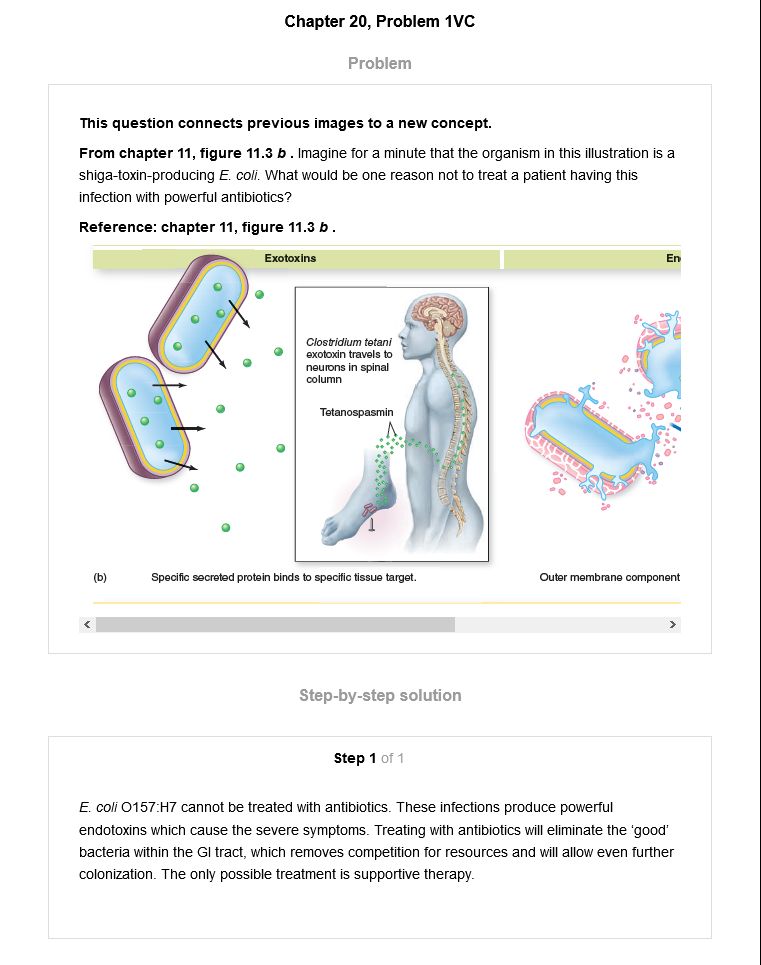 Chapter 20, Problem 1VC
Problem
This question connects previous images to a new concept.
From chapter 11, figure 11.3 b . Imagine for a minute that the organism in this illustration is a
shiga-toxin-producing E. coli. What would be one reason not to treat a patient having this
infection with powerful antibiotics?
Reference: chapter 11, figure 11.3 b .
Exotoxins
En
Clostridium tetani
exotoxin travels to
neurons in spinal
column
Tetanospasmin
(b)
Specific secreted protein binds to specific tissue target.
Outer membrane component
Step-by-step solution
Step 1 of 1
E. coli O157:H7 cannot be treated with antibiotics. These infections produce powerful
endotoxins which cause the severe symptoms. Treating with antibiotics will eliminate the ‘good’
bacteria within the GI tract, which removes competition for resources and will allow even further
colonization. The only possible treatment is supportive therapy.